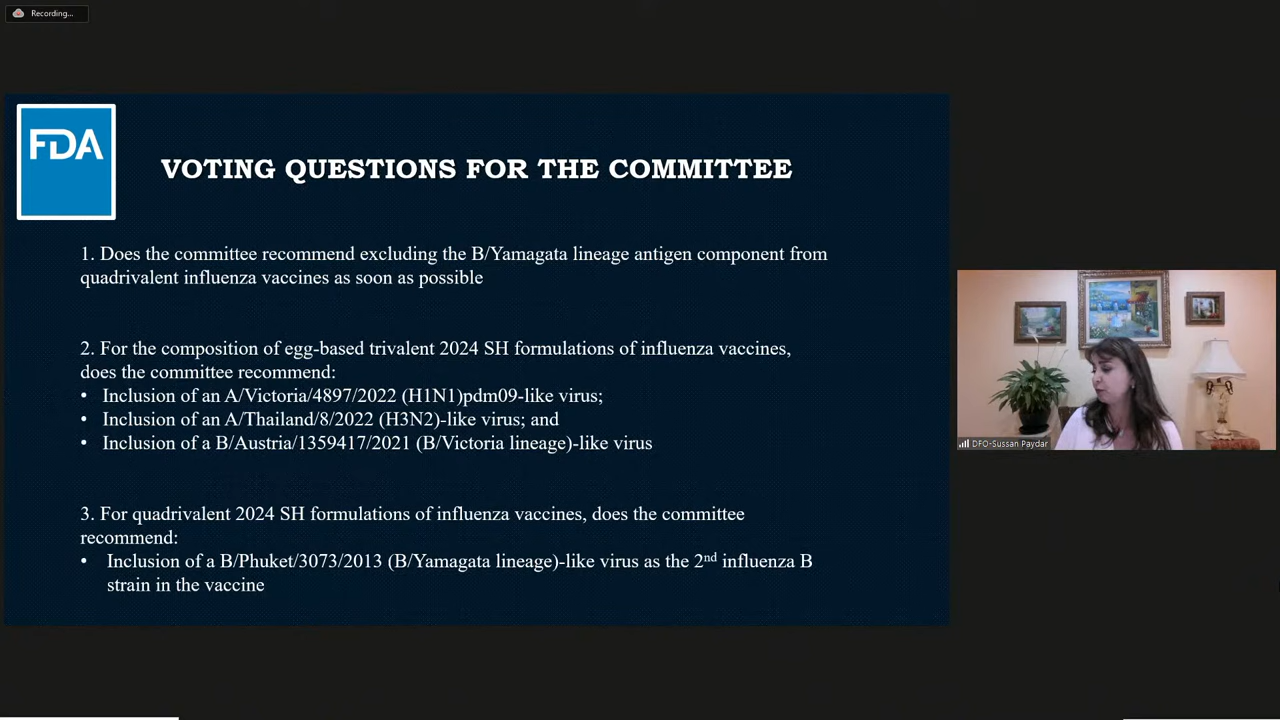 Recording...
FDA
VOTING QUESTIONS FOR THE COMMITTEE
1. Does the committee recommend excluding the B/Yamagata lineage antigen component from
quadrivalent influenza vaccines as soon as possible
2. For the composition of egg-based trivalent 2024 SH formulations of influenza vaccines,
does the committee recommend:
• Inclusion of an A/Victoria/4897/2022 (H1N1)pdm09-like virus;
• Inclusion of an A/Thailand/8/2022 (H3N2)-like virus; and
• Inclusion of a B/Austria/1359417/2021 (B/Victoria lineage)-like virus
3. For quadrivalent 2024 SH formulations of influenza vaccines, does the committee
recommend:
• Inclusion of a B/Phuket/3073/2013 (B/Yamagata lineage)-like virus as the 2nd influenza B
strain in the vaccine
DFO-Sussan Paydar